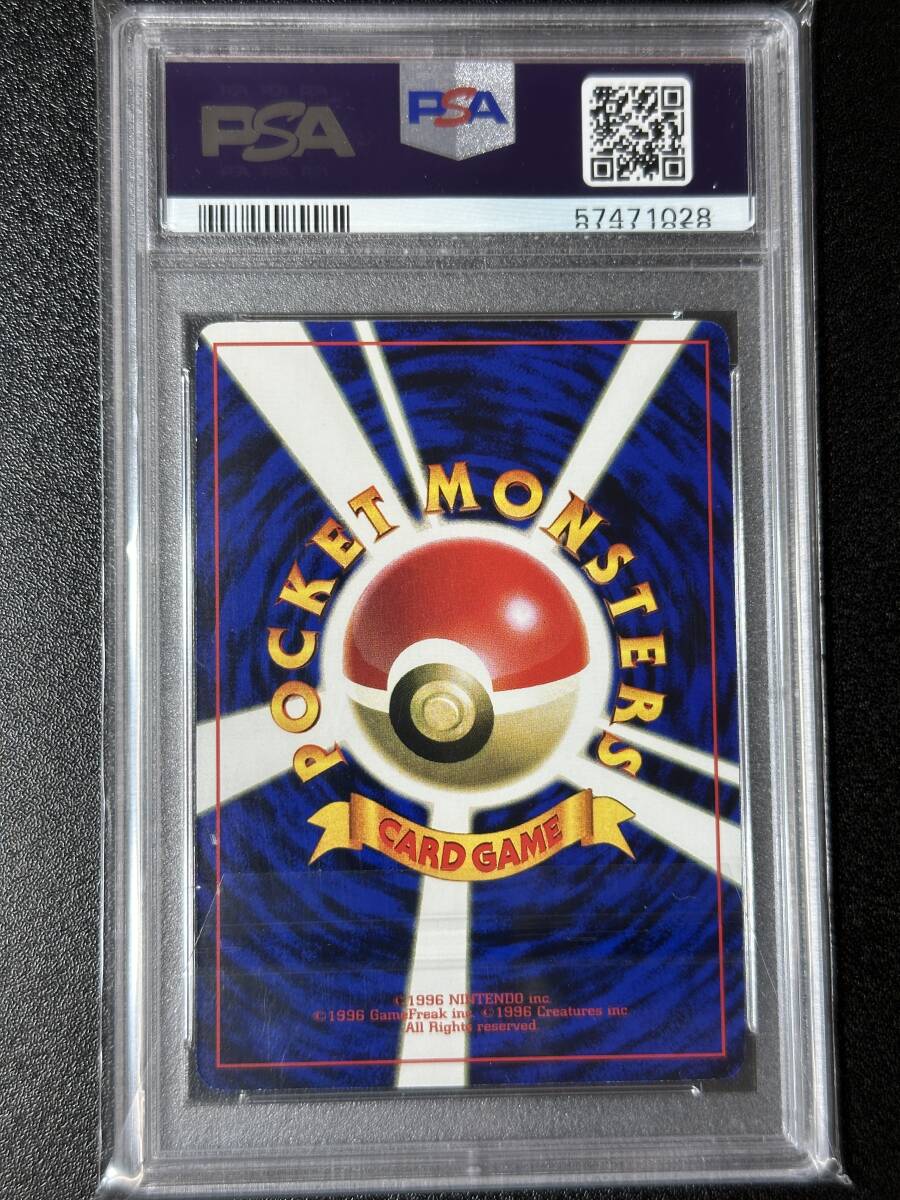 PSA
PSA
57471028
POCKET MONSTERS
CARD GAME
©1996 NINTENDO inc.
©1996 GameFreak inc. ©1996 Creatures inc
All Rights reserved